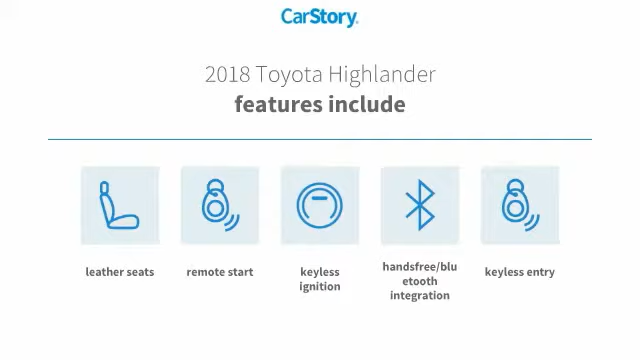 CarStory.
2018 Toyota Highlander
features include
leather seats
remote start
keyless
ignition
handsfree/blu
etooth
integration
keyless entry